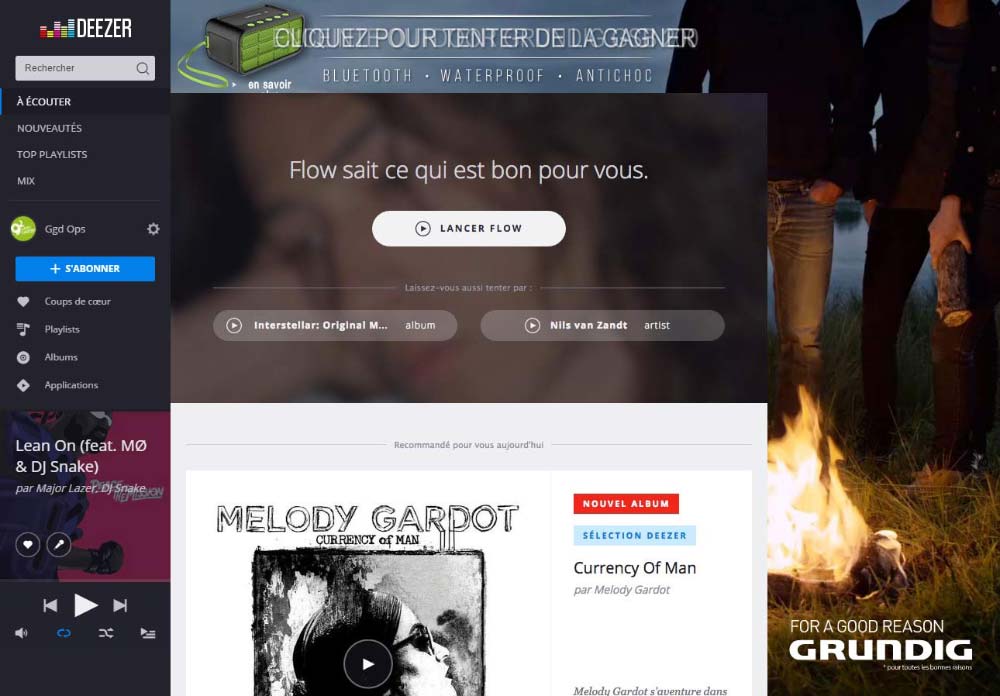 DEEZER
Rechercher
À ÉCOUTER
NOUVEAUTÉS
TOP PLAYLISTS
MIX
Ggd Ops
+ S'ABONNER
Coups de cœur
Playlists
Albums
Applications
Lean On (feat. MØ
& DJ Snake)
par Major Lazer, DJ Snake
CLIQUEZ POUR TENTER DE LA GAGNER
BLUETOOTH • WATERPROOF • ANTICHOC
en savoir
Flow sait ce qui est bon pour vous.
LANCER FLOW
Laissez-vous aussi tenter par :
Interstellar: Original M... album
Nils van Zandt artist
Recommandé pour vous aujourd'hui
MELODY GARDOT
CURRENCY of MAN
NOUVEL ALBUM
SÉLECTION DEEZER
Currency Of Man
par Melody Gardot
Melody Gardot s'aventure dans
FOR A GOOD REASON
GRUNDIG
* pour toutes les bonnes raisons